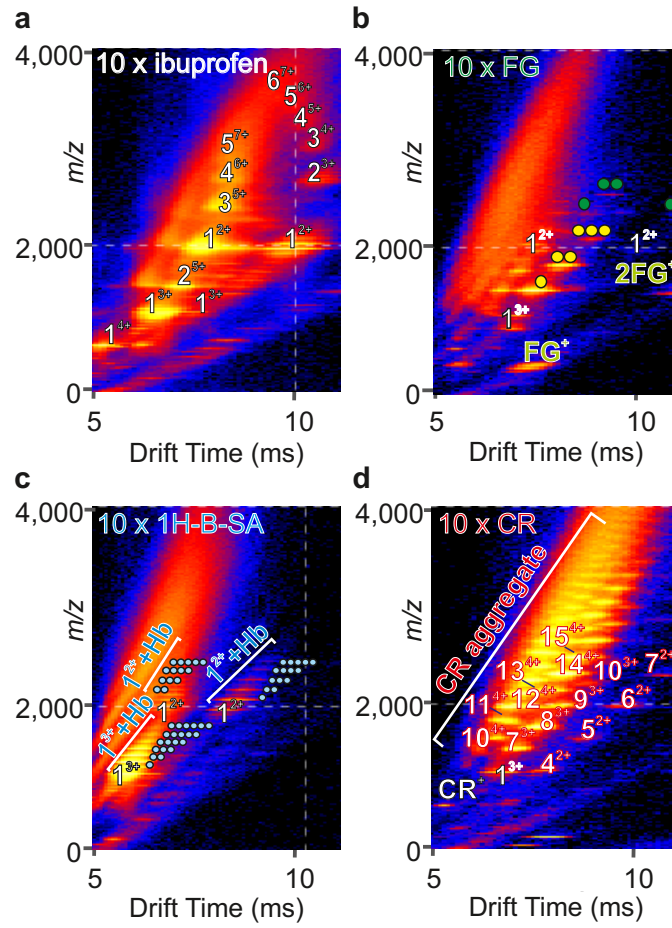 a
4,000
10 x ibuprofen
6⁷⁺
5⁶⁺
4⁵⁺
3⁴⁺
2³⁺
5⁷⁺
4⁶⁺
3⁵⁺
1²⁺
1²⁺
2⁵⁺
1³⁺
1³⁺
1⁴⁺
m/z
2,000
0
5
10
Drift Time (ms)
b
4,000
10 x FG
1²⁺
1²⁺
2FG⁺
1³⁺
FG⁺
m/z
2,000
0
5
10
Drift Time (ms)
c
4,000
10 x 1H-B-SA
1²⁺+Hb
1²⁺+Hb
1³⁺+Hb
1²⁺
1²⁺
1³⁺
m/z
2,000
0
5
10
Drift Time (ms)
d
4,000
10 x CR
CR aggregate
15⁴⁺
14⁴⁺
13⁴⁺
10³⁺
7²⁺
11⁴⁺
12⁴⁺
9³⁺
6²⁺
10⁴⁺
7³⁺
8³⁺
5²⁺
4²⁺
CR⁺
1³⁺
m/z
2,000
0
5
10
Drift Time (ms)